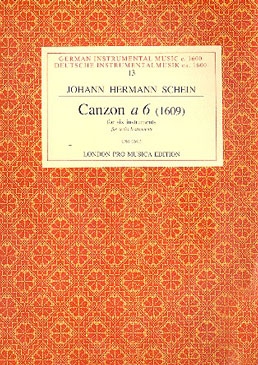 GERMAN INSTRUMENTAL MUSIC c. 1600
DEUTSCHE INSTRUMENTALMUSIK ca. 1600
13
JOHANN HERMANN SCHEIN
Canzon a 6 (1609)
for six instruments
LONDON PRO MUSICA EDITION